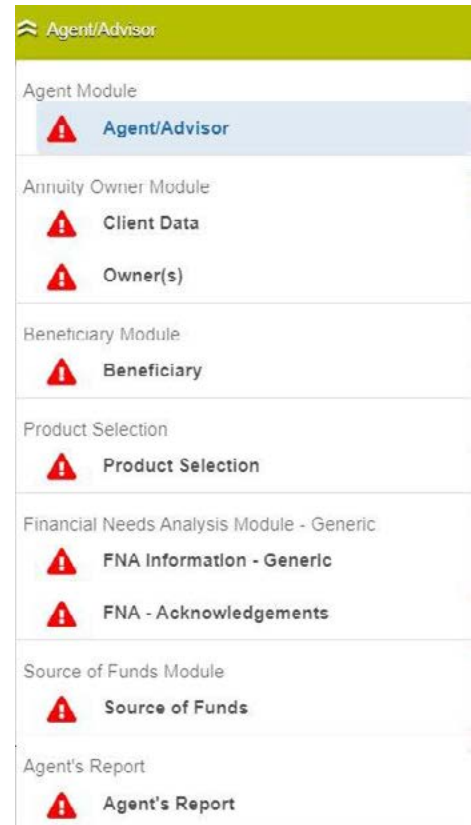 Agent/Advisor
Agent Module
Agent/Advisor
Annuity Owner Module
Client Data
Owner(s)
Beneficiary Module
Beneficiary
Product Selection
Product Selection
Financial Needs Analysis Module - Generic
FNA Information - Generic
FNA - Acknowledgements
Source of Funds Module
Source of Funds
Agent's Report
Agent's Report